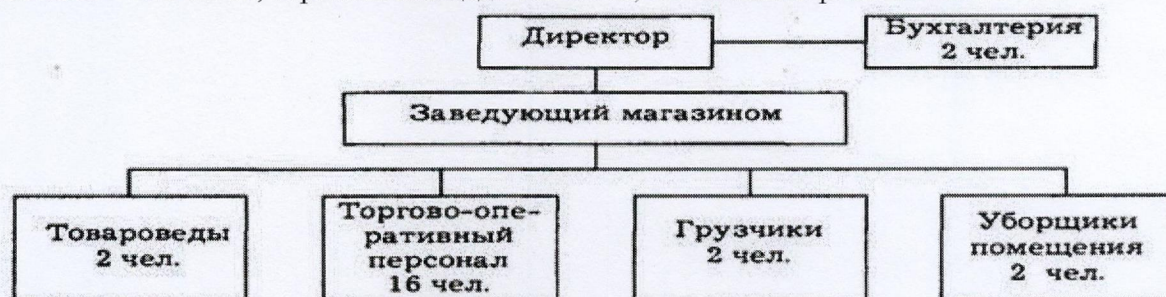 Директор
Бухгалтерия
2 чел.
Заведующий магазином
Товароведы
2 чел.
Торгово-опе-
ративный
персонал
16 чел.
Грузчики
2 чел.
Уборщики
помещения
2 чел.